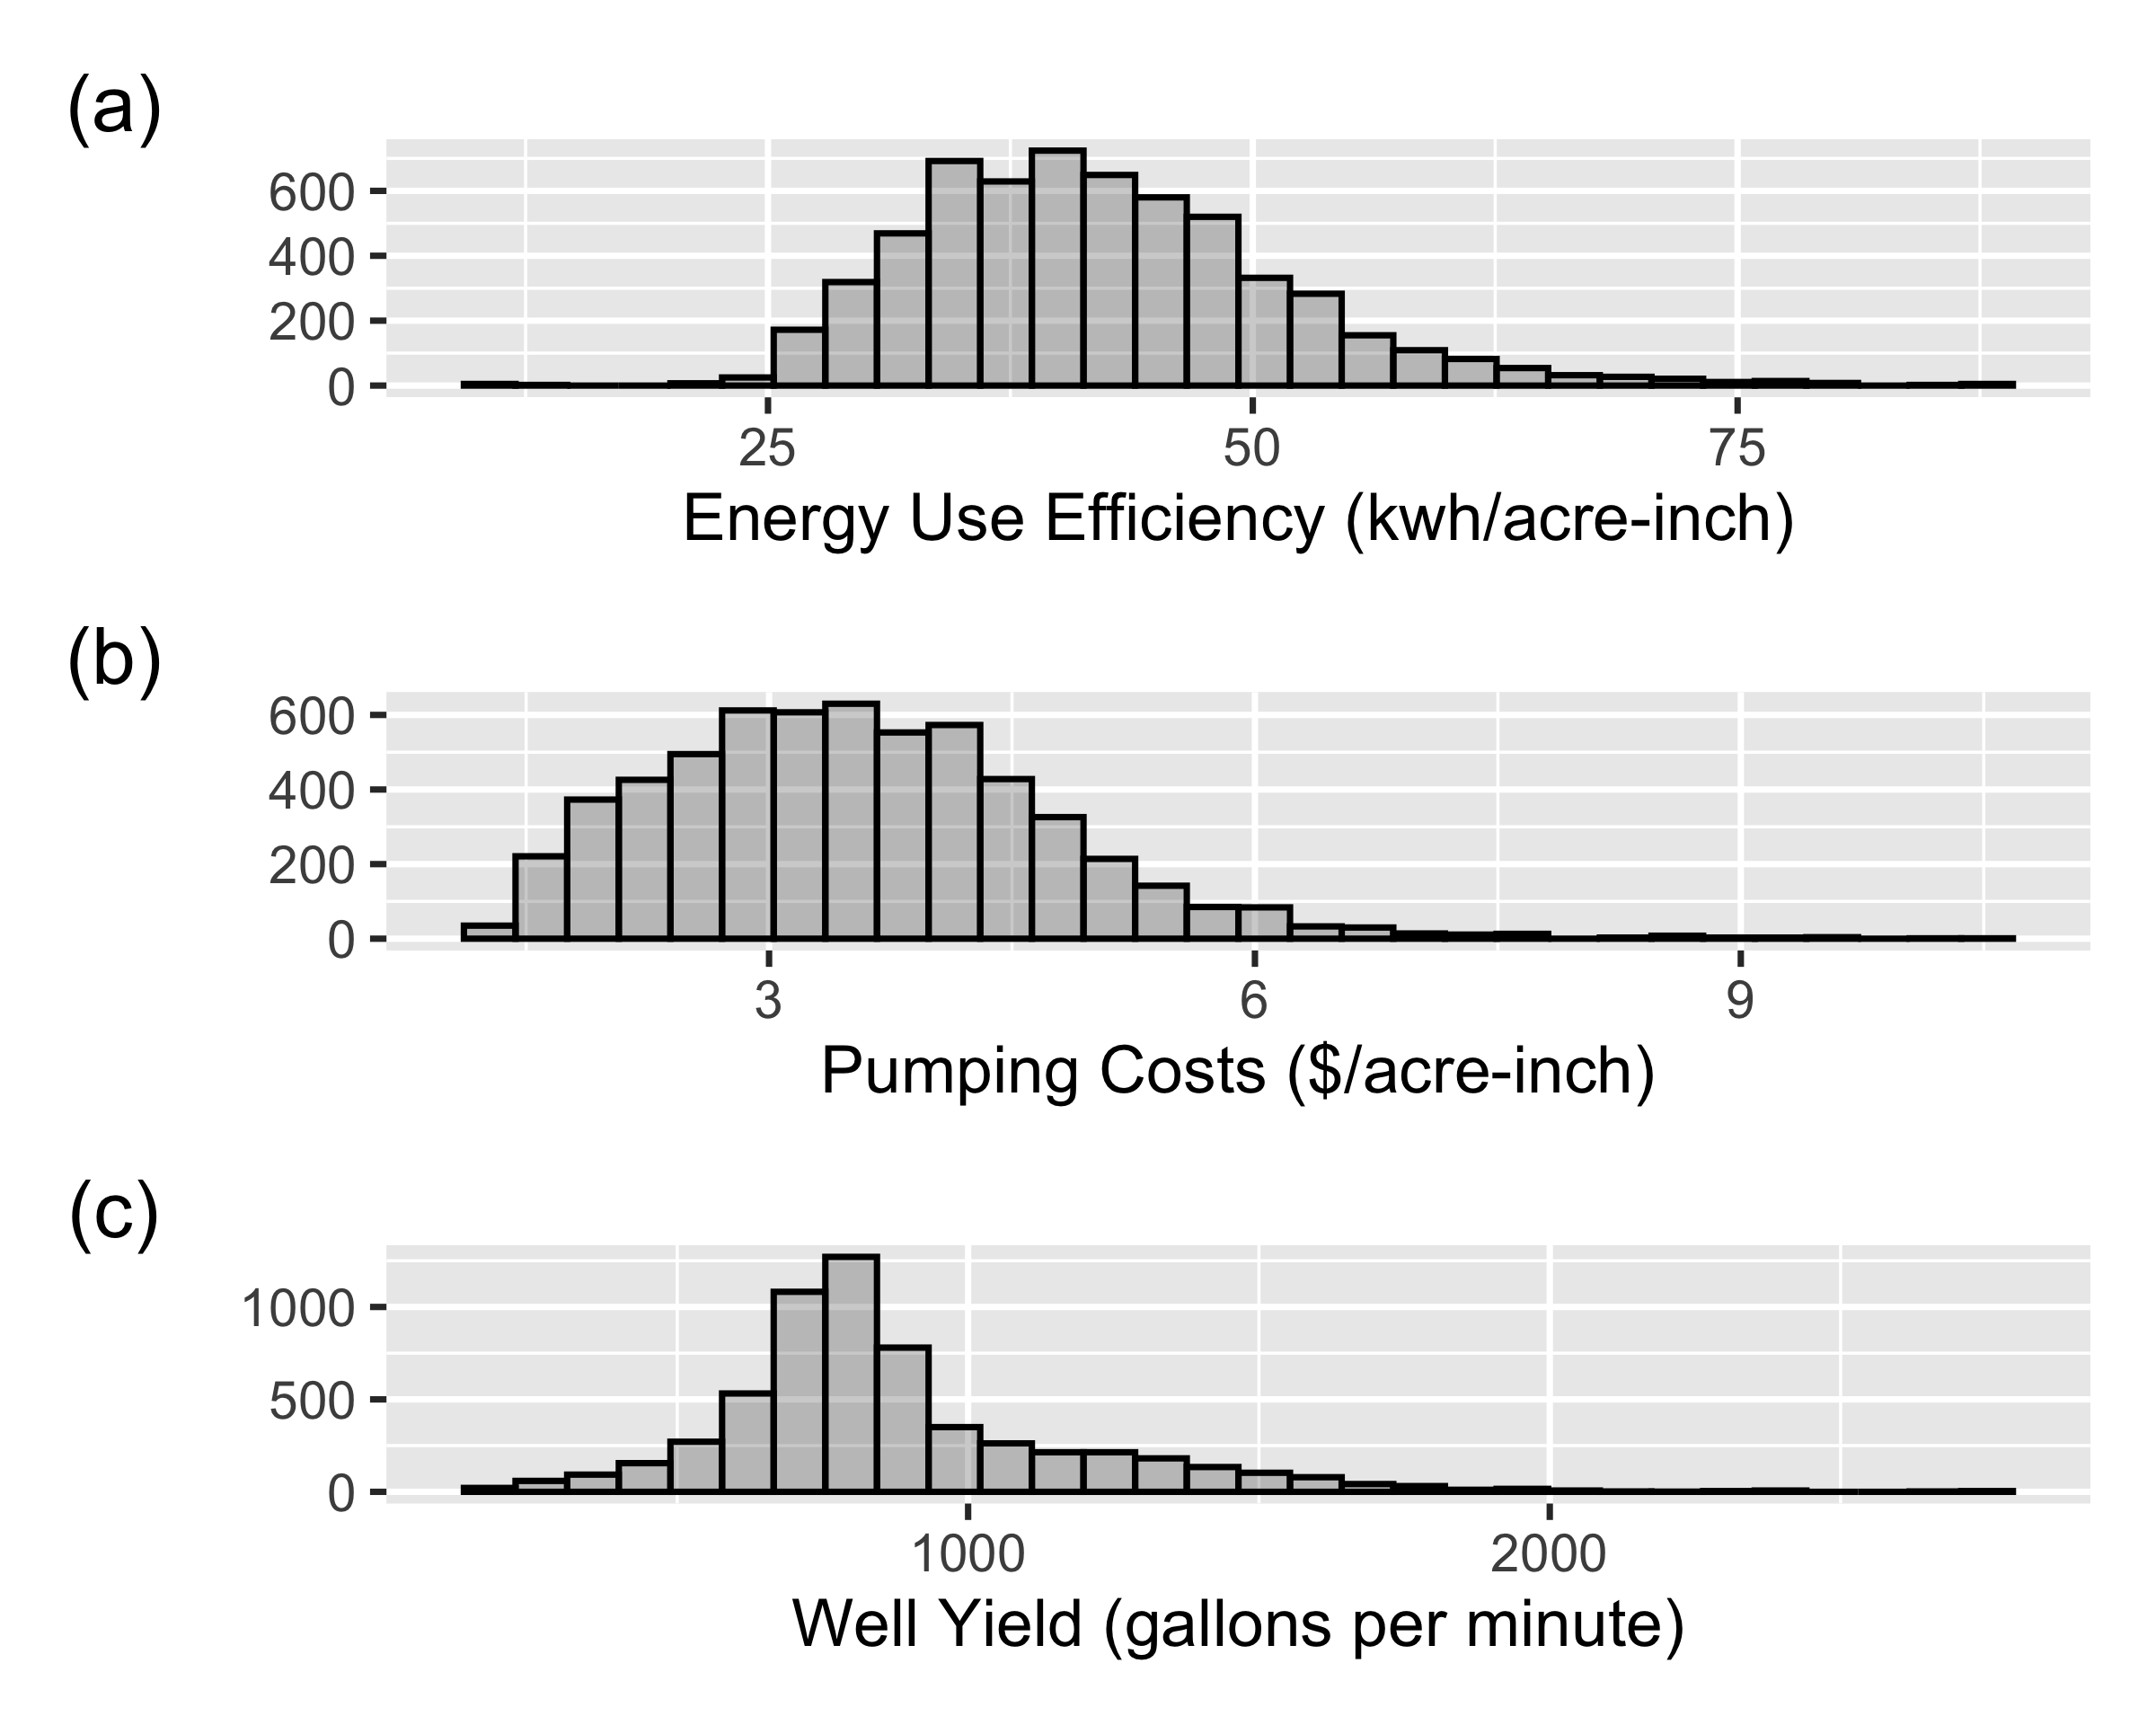 (a)
600
400
200
0
25 50 75
Energy Use Efficiency (kwh/acre-inch)
(b)
600
400
200
0
3 6 9
Pumping Costs ($/acre-inch)
(c)
1000
500
0
1000 2000
Well Yield (gallons per minute)